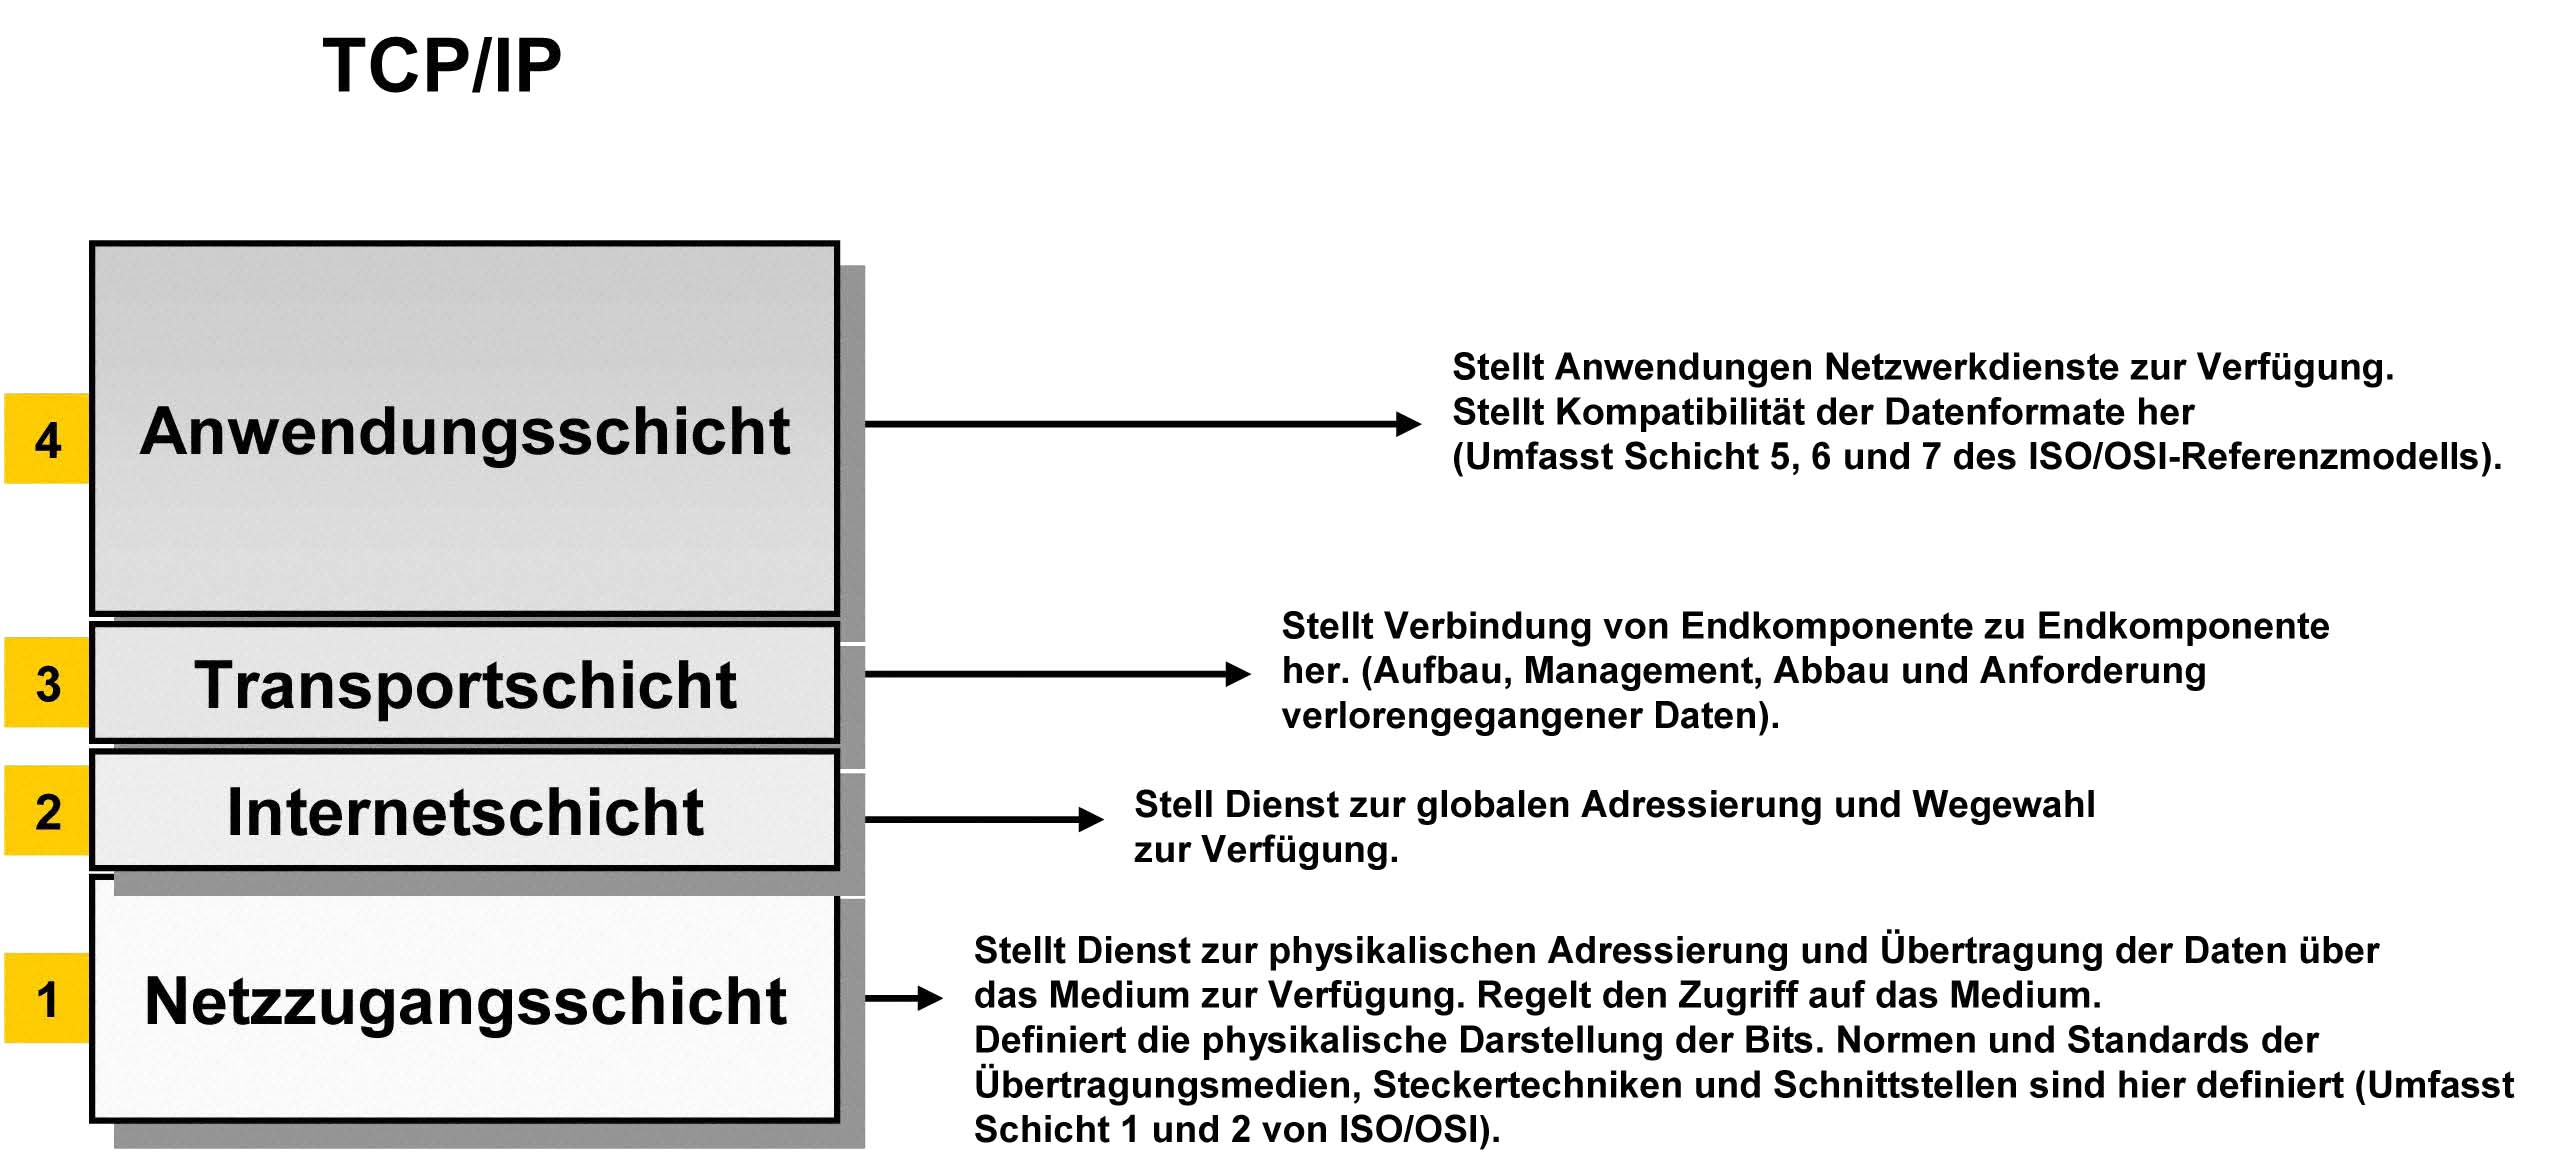 TCP/IP
4
Anwendungsschicht
Stellt Anwendungen Netzwerkdienste zur Verfügung.
Stellt Kompatibilität der Datenformate her
(Umfasst Schicht 5, 6 und 7 des ISO/OSI-Referenzmodells).
3
Transportschicht
Stellt Verbindung von Endkomponente zu Endkomponente
her. (Aufbau, Management, Abbau und Anforderung
verlorengegangener Daten).
2
Internetschicht
Stell Dienst zur globalen Adressierung und Wegewahl
zur Verfügung.
1
Netzzugangsschicht
Stellt Dienst zur physikalischen Adressierung und Übertragung der Daten über
das Medium zur Verfügung. Regelt den Zugriff auf das Medium.
Definiert die physikalische Darstellung der Bits. Normen und Standards der
Übertragungsmedien, Steckertechniken und Schnittstellen sind hier definiert (Umfasst
Schicht 1 und 2 von ISO/OSI).